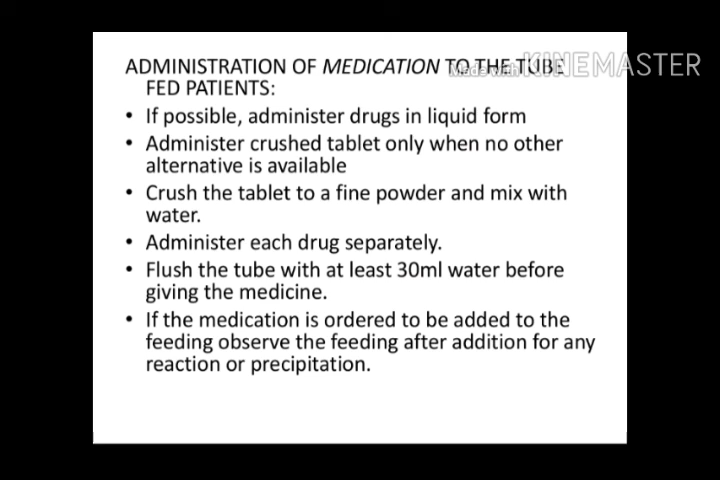 ADMINISTRATION OF MEDICATION TO THE TUBE
Made with KINEMASTER
FED PATIENTS:
• If possible, administer drugs in liquid form
• Administer crushed tablet only when no other
alternative is available
• Crush the tablet to a fine powder and mix with
water.
• Administer each drug separately.
• Flush the tube with at least 30ml water before
giving the medicine.
• If the medication is ordered to be added to the
feeding observe the feeding after addition for any
reaction or precipitation.